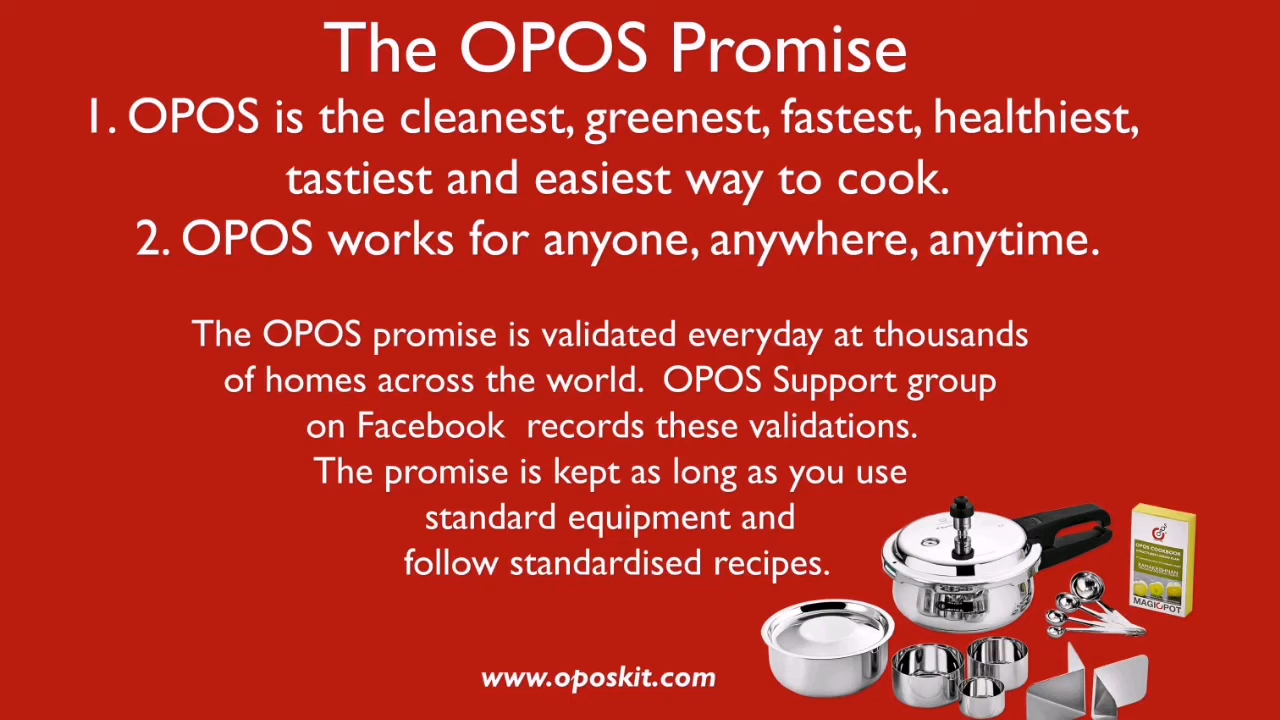 The OPOS Promise
1. OPOS is the cleanest, greenest, fastest, healthiest,
tastiest and easiest way to cook.
2. OPOS works for anyone, anywhere, anytime.
The OPOS promise is validated everyday at thousands
of homes across the world. OPOS Support group
on Facebook records these validations.
The promise is kept as long as you use
standard equipment and
follow standardised recipes.
OPOS COOKBOOK
MAGICPOT
www.oposkit.com